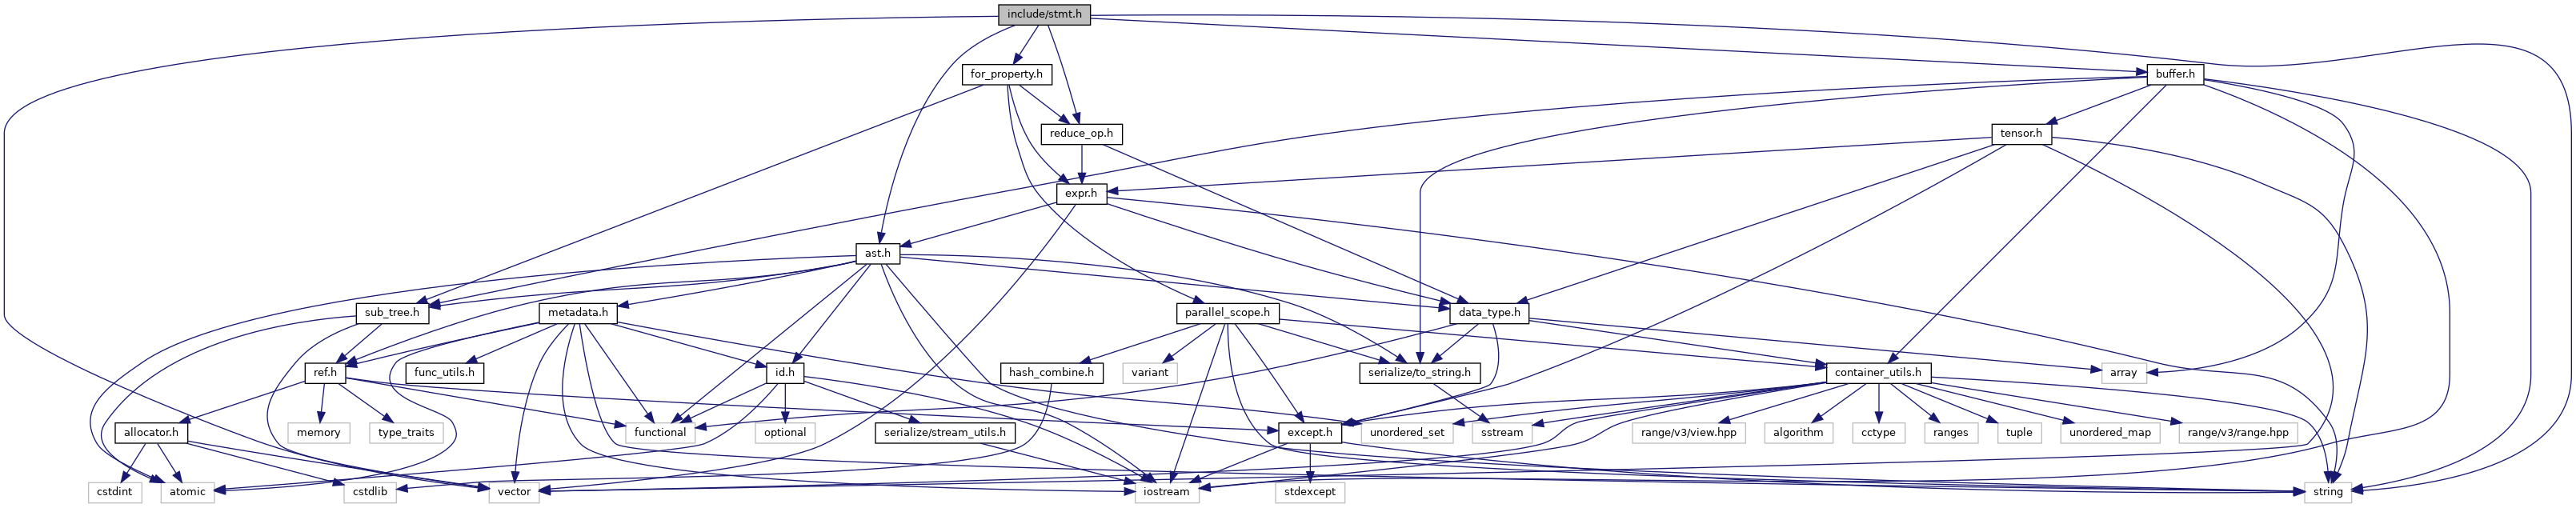 include/stmt.h
for_property.h
buffer.h
reduce_op.h
tensor.h
expr.h
ast.h
sub_tree.h
metadata.h
parallel_scope.h
data_type.h
ref.h
func_utils.h
id.h
hash_combine.h
variant
serialize/to_string.h
container_utils.h
array
allocator.h
memory
type_traits
functional
optional
serialize/stream_utils.h
except.h
unordered_set
sstream
range/v3/view.hpp
algorithm
cctype
ranges
tuple
unordered_map
range/v3/range.hpp
cstdint
atomic
cstdlib
vector
iostream
stdexcept
string